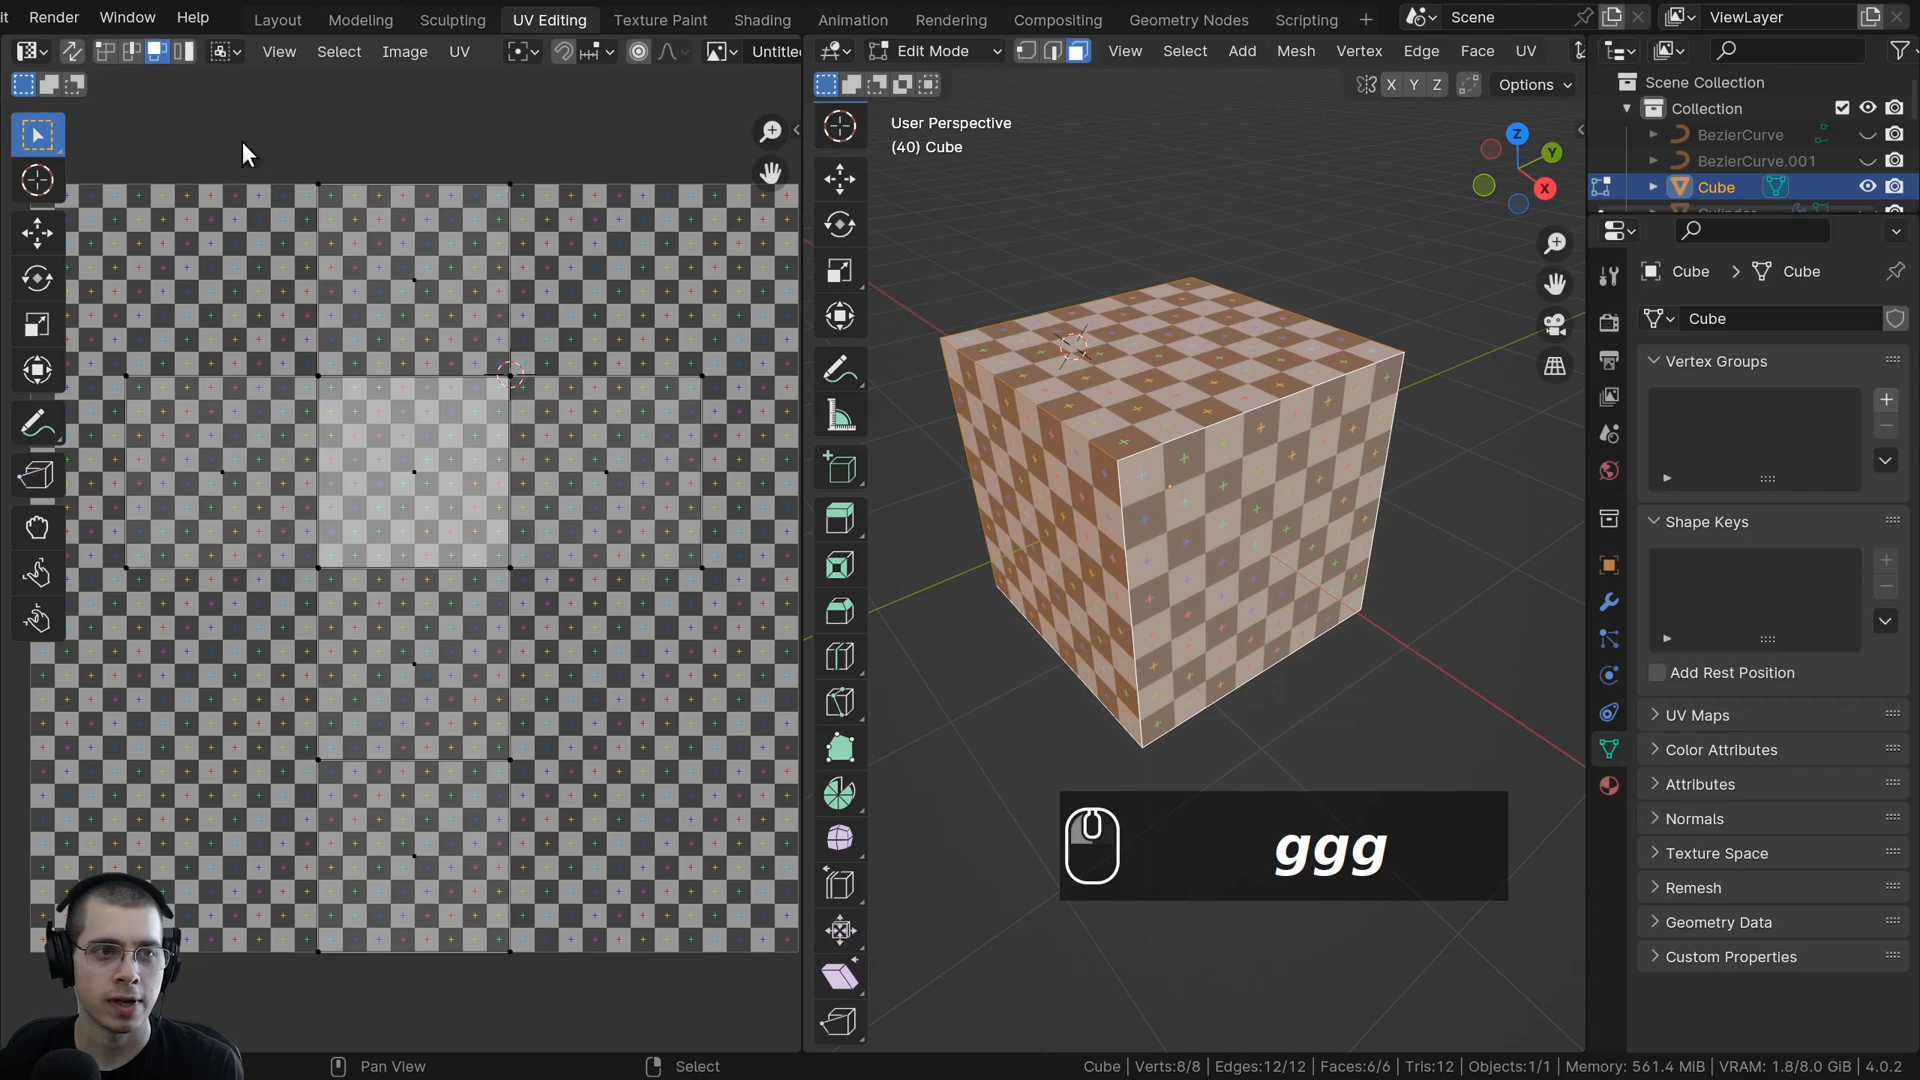 Render Window Help
Layout Modeling Sculpting UV Editing Texture Paint Shading Animation Rendering Compositing Geometry Nodes Scripting +
Scene
ViewLayer
View Select Image UV
Edit Mode View Select Add Mesh Vertex Edge Face UV
X Y Z Options
User Perspective
(40) Cube
Z
Y
X
Scene Collection
Collection
BezierCurve
BezierCurve.001
Cube
Cube Cube
Cube
Vertex Groups
Shape Keys
Add Rest Position
UV Maps
Color Attributes
Attributes
Normals
Texture Space
Remesh
Geometry Data
Custom Properties
ggg
Pan View Select
Cube | Verts:8/8 | Edges:12/12 | Faces:6/6 | Tris:12 | Objects:1/1 | Memory: 561.4 MiB | VRAM: 1.8/8.0 GiB | 4.0.2